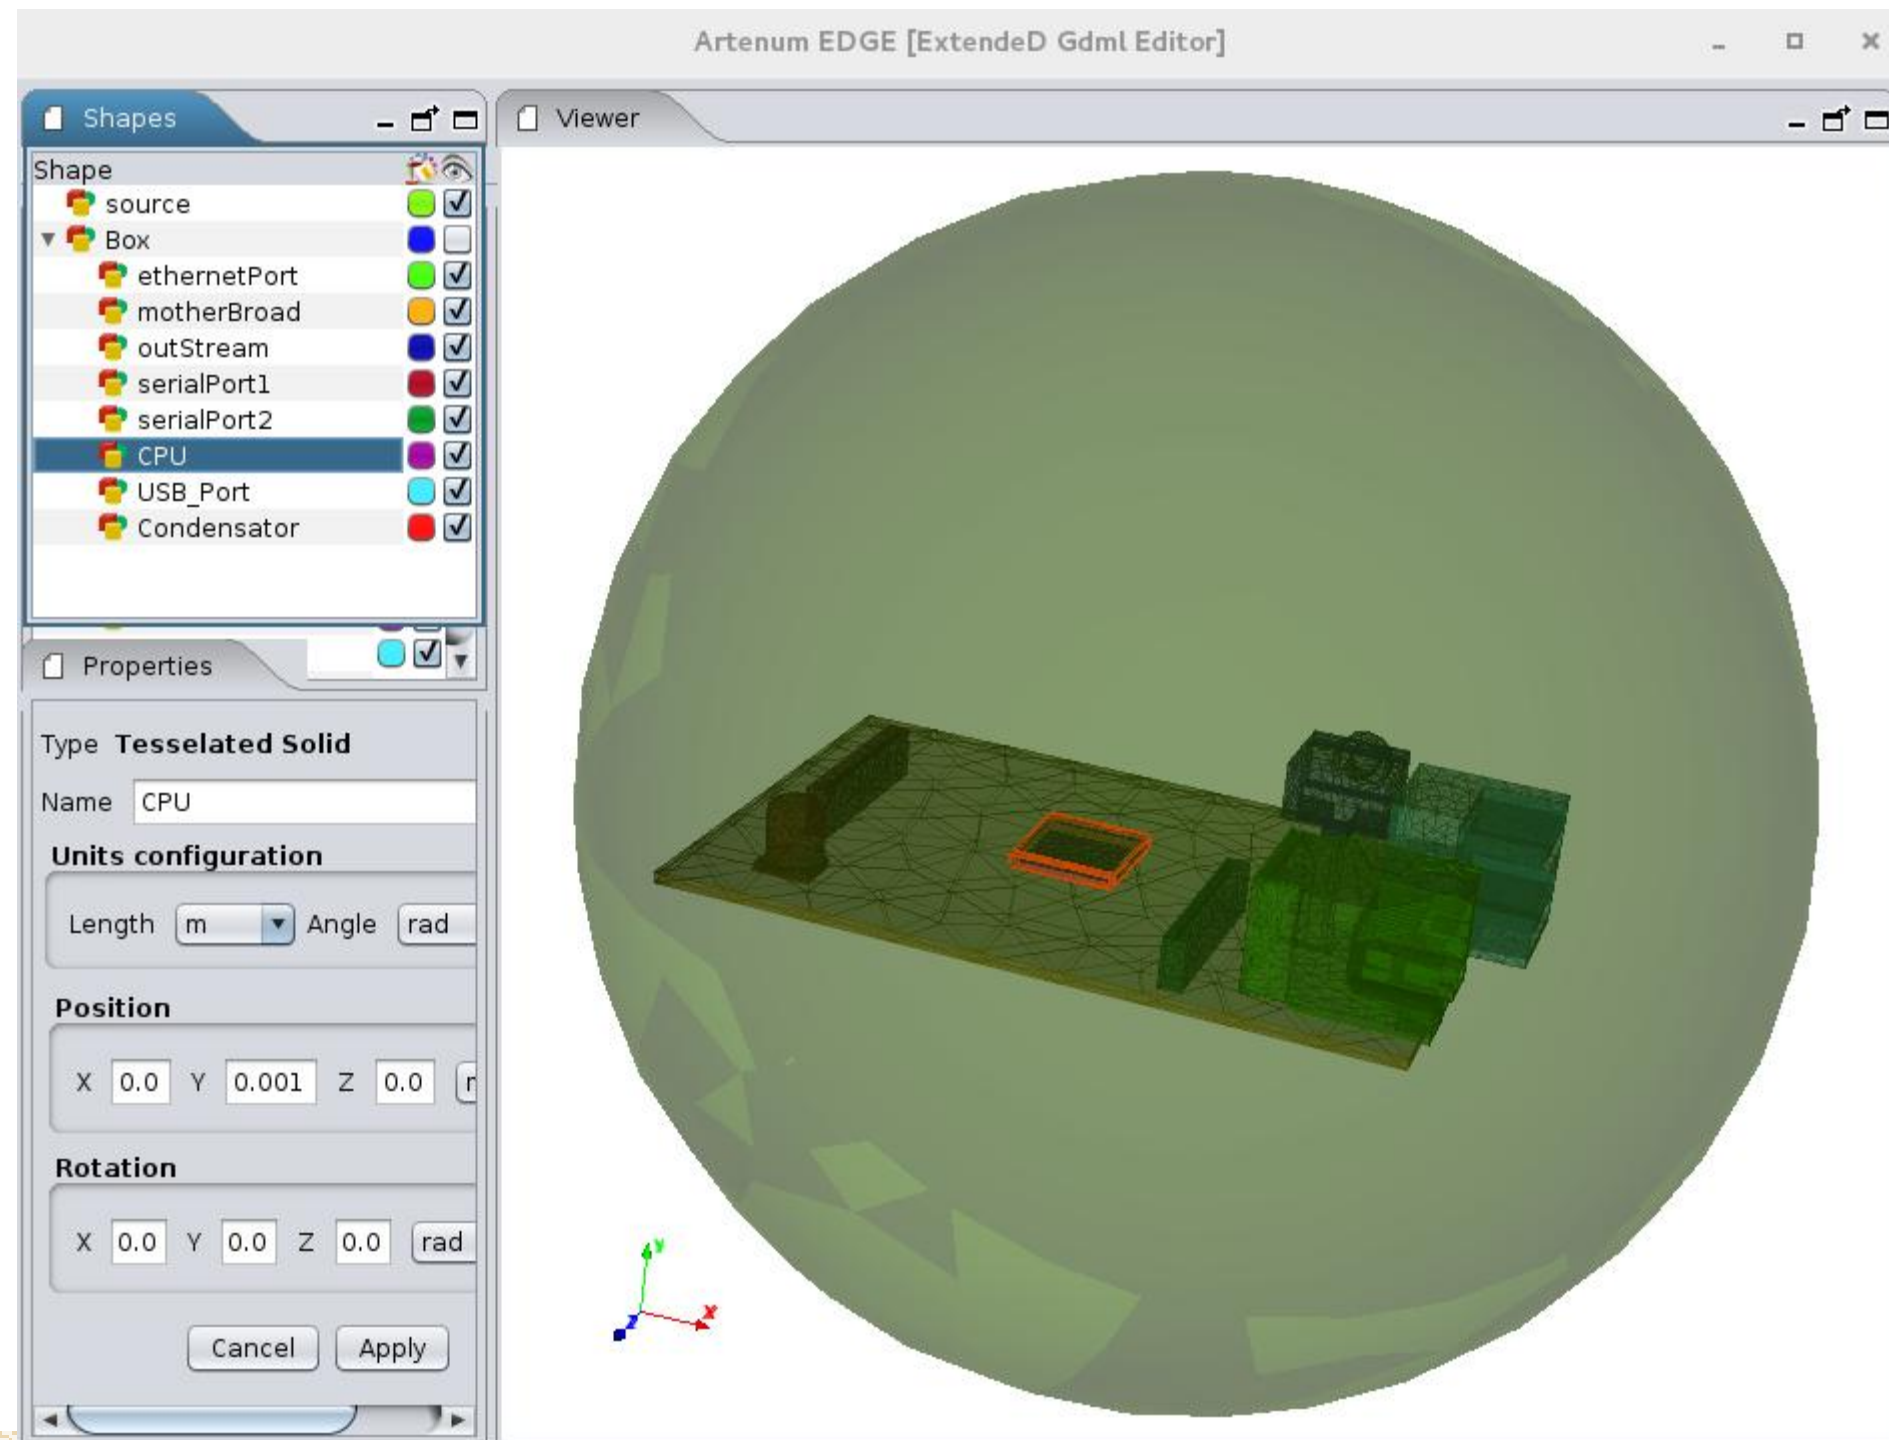 Artenum EDGE [ExtendeD Gdml Editor]
Shapes
Viewer
Shape
source
Box
ethernetPort
motherBroad
outStream
serialPort1
serialPort2
CPU
USB_Port
Condensator
Properties
Type Tesselated Solid
Name CPU
Units configuration
Length m Angle rad
Position
X 0.0 Y 0.001 Z 0.0
Rotation
X 0.0 Y 0.0 Z 0.0 rad
Cancel Apply
Y
X
Z